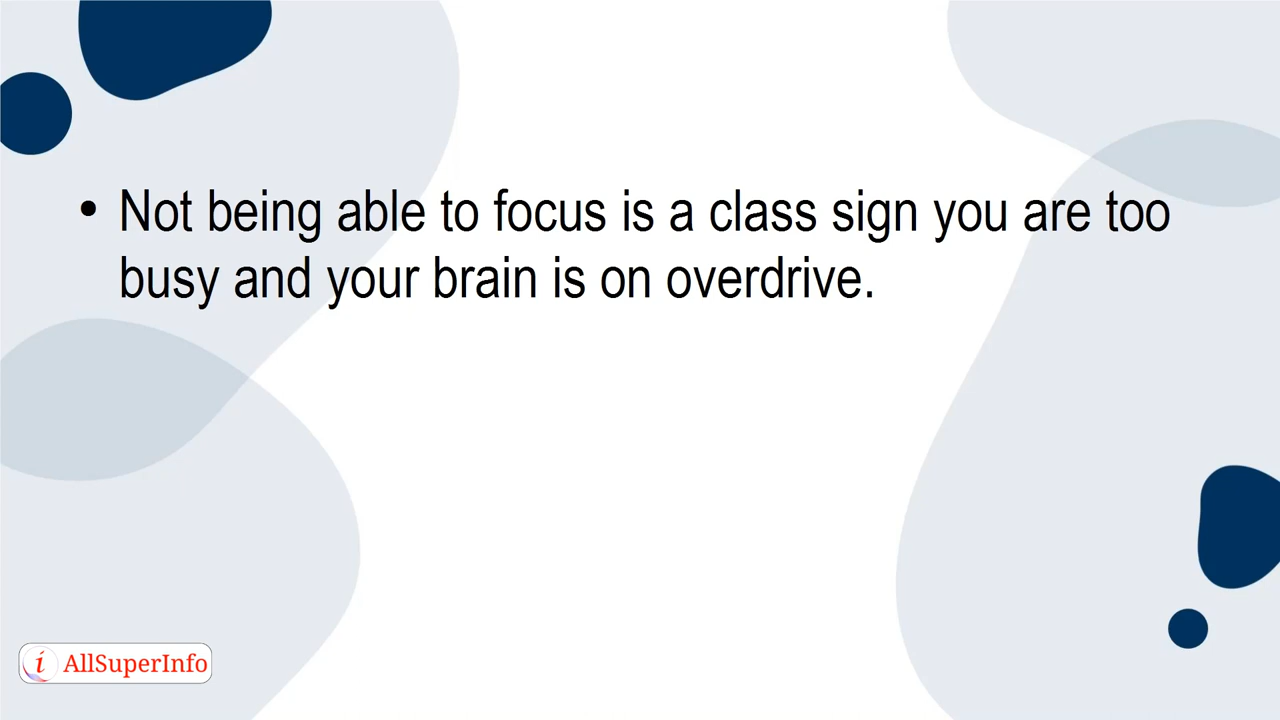 • Not being able to focus is a class sign you are too
busy and your brain is on overdrive.
i AllSuperInfo